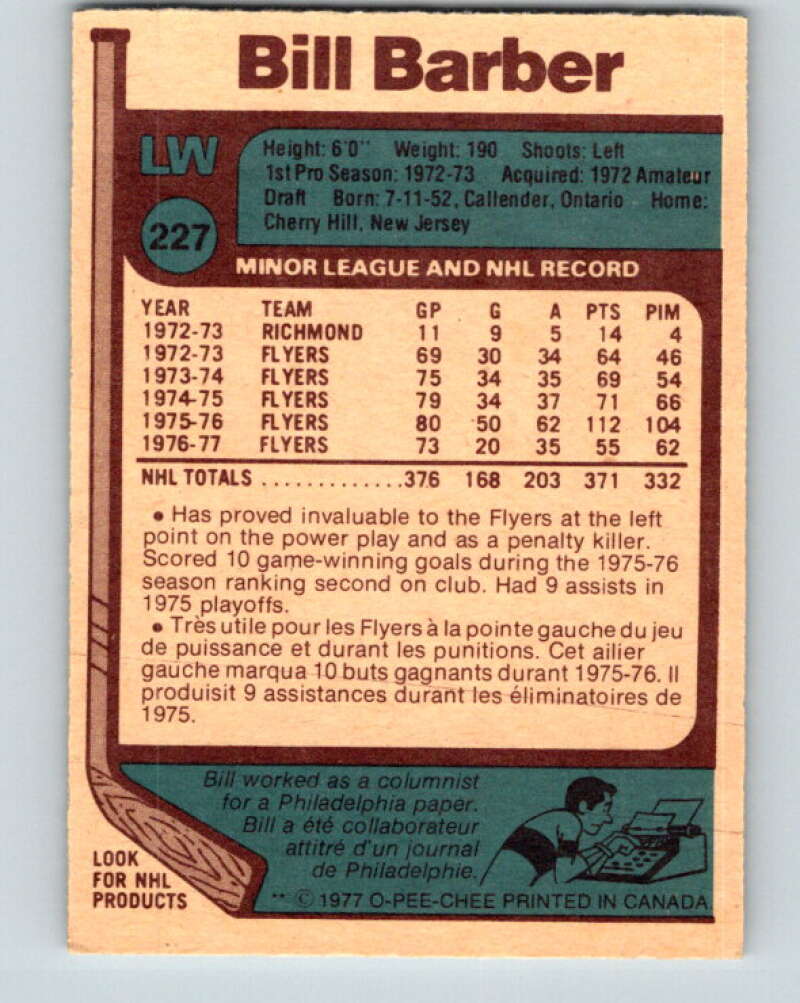 Bill Barber
LW
Height: 6'0" Weight: 190 Shoots: Left
1st Pro Season: 1972-73 Acquired: 1972 Amateur
Draft Born: 7-11-52, Callender, Ontario Home:
Cherry Hill, New Jersey
227
MINOR LEAGUE AND NHL RECORD
YEAR TEAM GP G A PTS PIM
1972-73 RICHMOND 11 9 5 14 4
1972-73 FLYERS 69 30 34 64 46
1973-74 FLYERS 75 34 35 69 54
1974-75 FLYERS 79 34 37 71 66
1975-76 FLYERS 80 50 62 112 104
1976-77 FLYERS 73 20 35 55 62
NHL TOTALS .............376 168 203 371 332
• Has proved invaluable to the Flyers at the left
point on the power play and as a penalty killer.
Scored 10 game-winning goals during the 1975-76
season ranking second on club. Had 9 assists in
1975 playoffs.
• Très utile pour les Flyers à la pointe gauche du jeu
de puissance et durant les punitions. Cet ailier
gauche marqua 10 buts gagnants durant 1975-76. Il
produisit 9 assistances durant les éliminatoires de
1975.
Bill worked as a columnist
for a Philadelphia paper.
Bill a été collaborateur
attitré d'un journal
de Philadelphie.
LOOK
FOR NHL
PRODUCTS
** © 1977 O-PEE-CHEE PRINTED IN CANADA